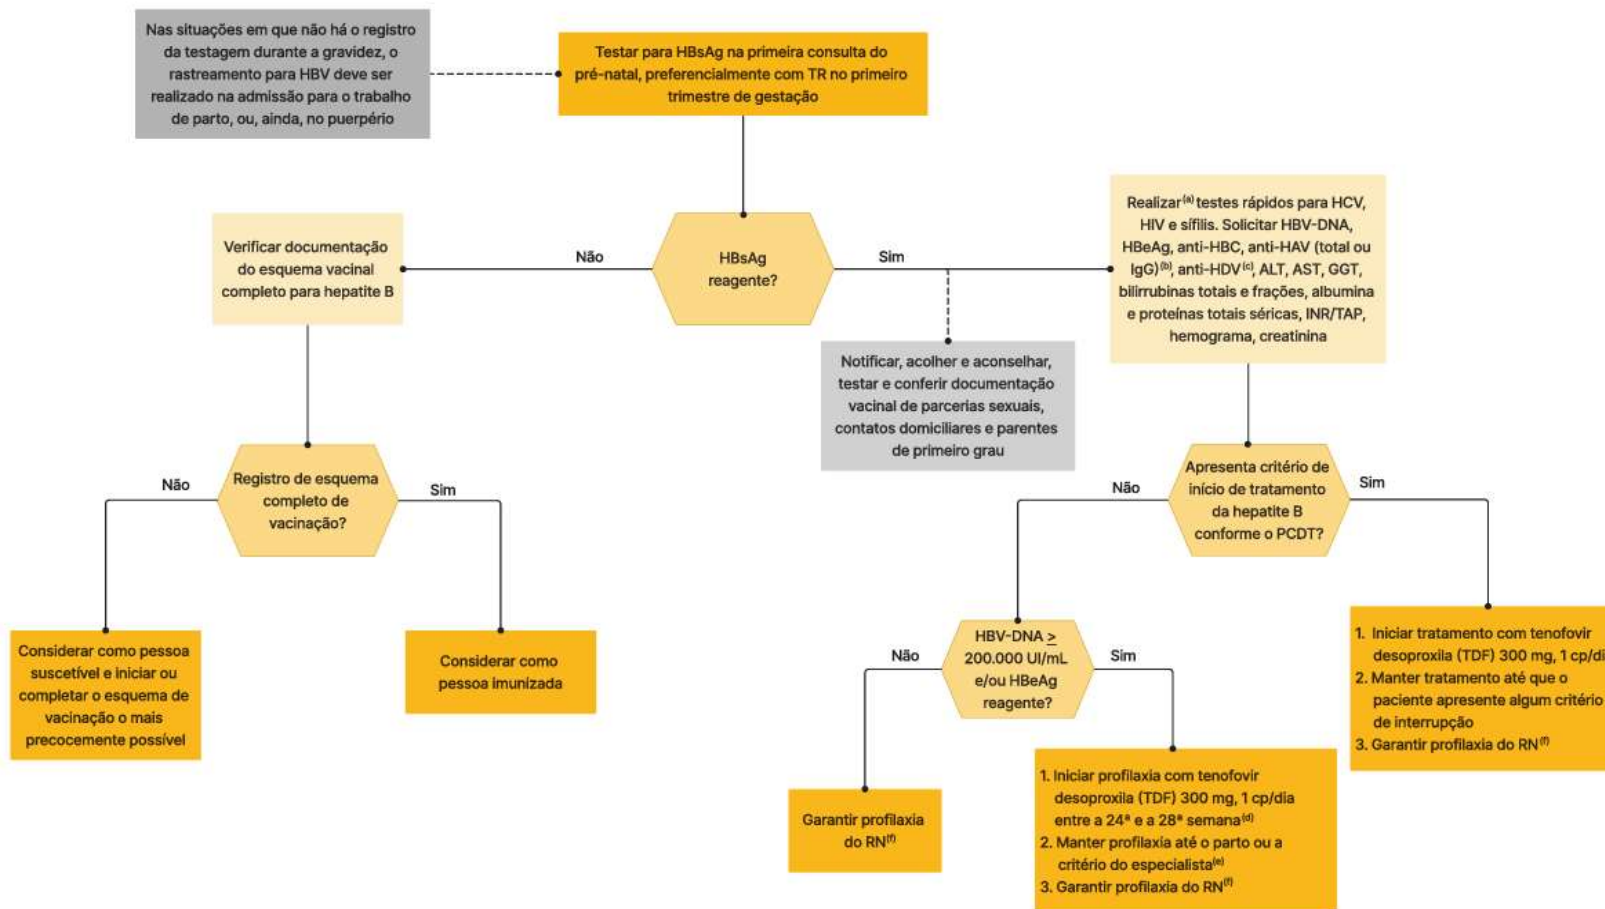 Nas situações em que não há o registro
da testagem durante a gravidez, o
rastreamento para HBV deve ser
realizado na admissão para o trabalho
de parto, ou, ainda, no puerpério
Testar para HBsAg na primeira consulta do
pré-natal, preferencialmente com TR no primeiro
trimestre de gestação
Verificar documentação
do esquema vacinal
completo para hepatite B
Não
HBsAg
reagente?
Sim
Realizar(a) testes rápidos para HCV,
HIV e sífilis. Solicitar HBV-DNA,
HBeAg, anti-HBC, anti-HAV (total ou
IgG)(b), anti-HDV(c), ALT, AST, GGT,
bilirrubinas totais e frações, albumina
e proteínas totais séricas, INR/TAP,
hemograma, creatinina
Notificar, acolher e aconselhar,
testar e conferir documentação
vacinal de parcerias sexuais,
contatos domiciliares e parentes
de primeiro grau
Não
Registro de esquema
completo de
vacinação?
Sim
Não
Apresenta critério de
início de tratamento
da hepatite B
conforme o PCDT?
Sim
Considerar como pessoa
suscetível e iniciar ou
completar o esquema de
vacinação o mais
precocemente possível
Considerar como
pessoa imunizada
Não
HBV-DNA ≥
200.000 UI/mL
e/ou HBeAg
reagente?
Sim
1. Iniciar tratamento com tenofovir
desoproxila (TDF) 300 mg, 1 cp/di
2. Manter tratamento até que o
paciente apresente algum critério
de interrupção
3. Garantir profilaxia do RN(f)
Garantir profilaxia
do RN(f)
1. Iniciar profilaxia com tenofovir
desoproxila (TDF) 300 mg, 1 cp/dia
entre a 24ª e a 28ª semana(d)
2. Manter profilaxia até o parto ou a
critério do especialista(e)
3. Garantir profilaxia do RN(f)